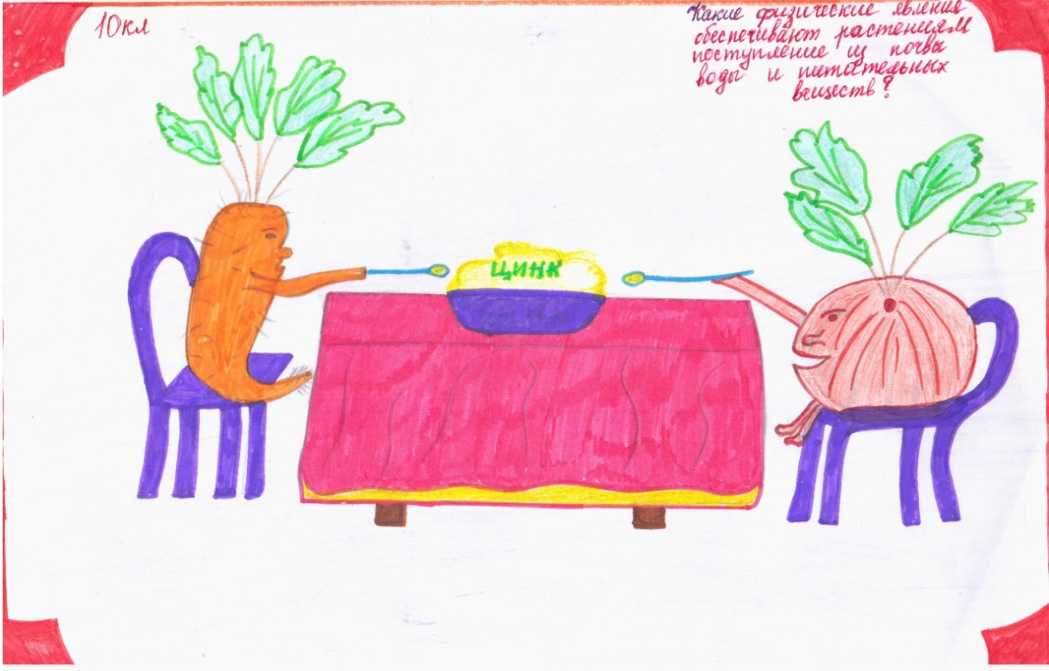 10кл
Какие физические явления
обеспечивают растениям
поступление из почвы
воды и питательных
веществ?
ЦИНК